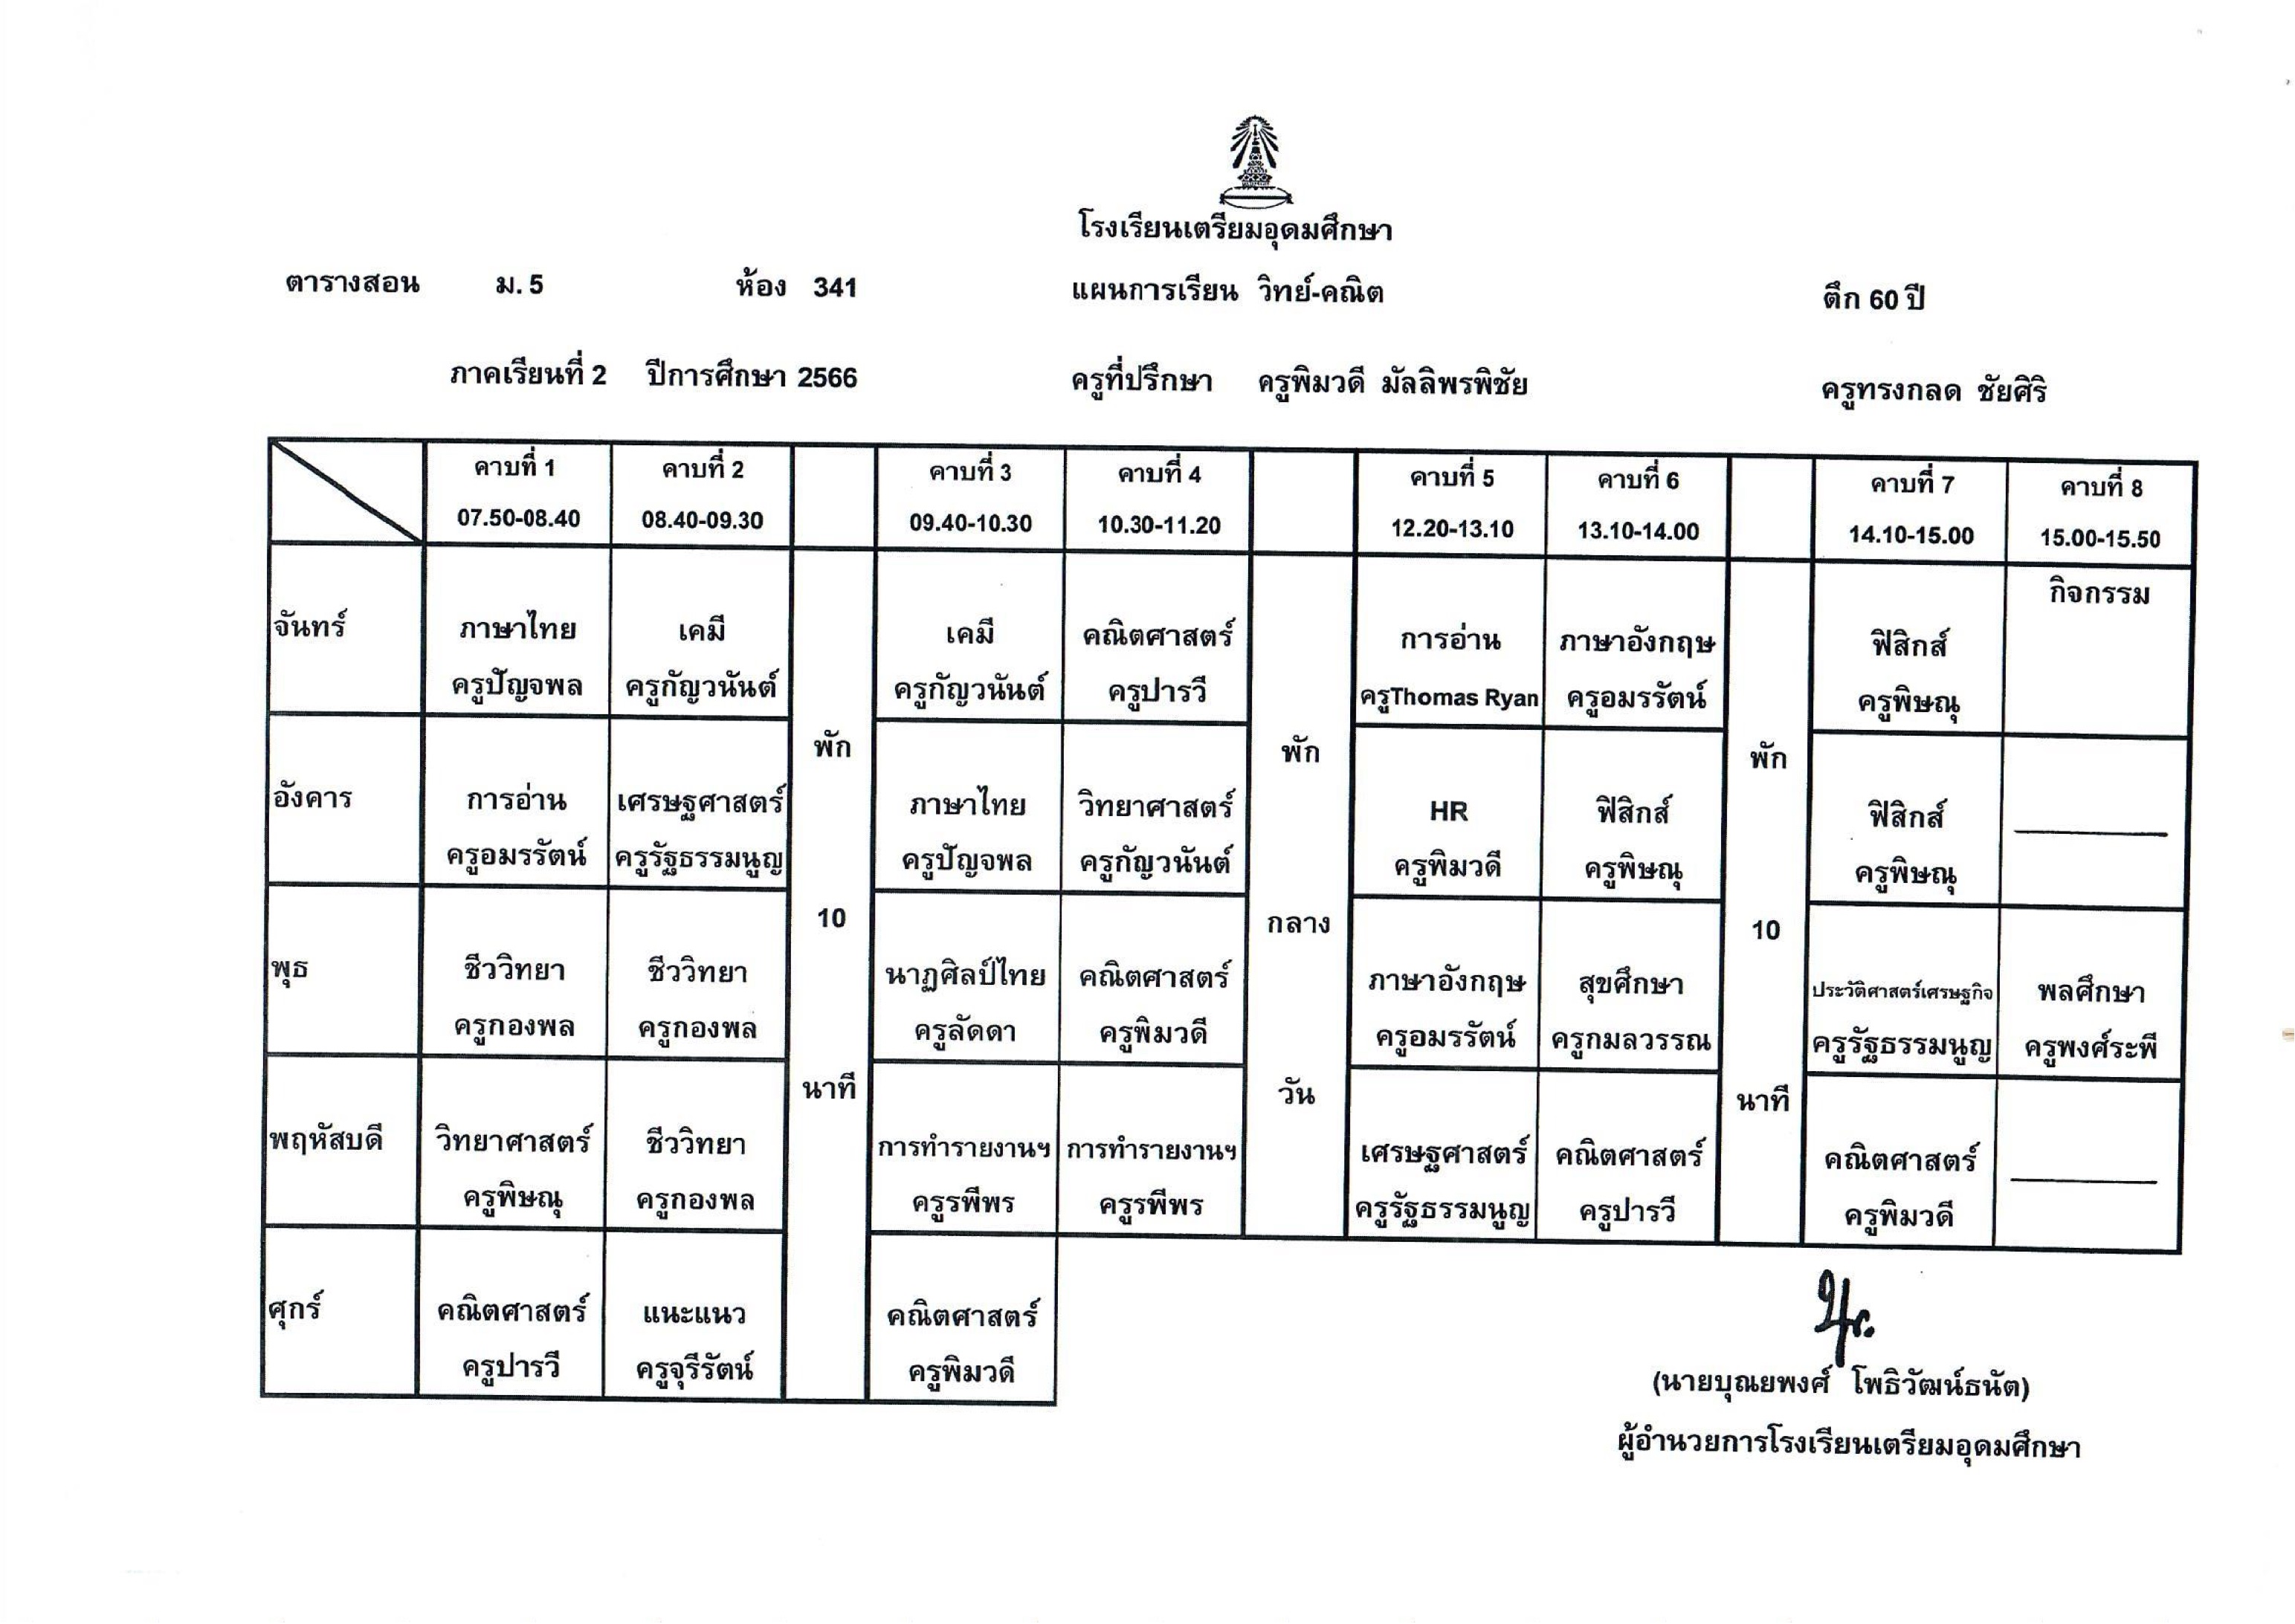 โรงเรียนเตรียมอุดมศึกษา
ตารางสอน ม. 5 ห้อง 341 แผนการเรียน วิทย์-คณิต ตึก 60 ปี
ภาคเรียนที่ 2 ปีการศึกษา 2566 ครูที่ปรึกษา ครูพิมวดี มัลลิพรพิชัย ครูทรงกลด ชัยศิริ
คาบที่ 1 คาบที่ 2 คาบที่ 3 คาบที่ 4 คาบที่ 5 คาบที่ 6 คาบที่ 7 คาบที่ 8
07.50-08.40 08.40-09.30 09.40-10.30 10.30-11.20 12.20-13.10 13.10-14.00 14.10-15.00 15.00-15.50
กิจกรรม
จันทร์ ภาษาไทย เคมี เคมี คณิตศาสตร์ การอ่าน ภาษาอังกฤษ ฟิสิกส์
ครูปัญจพล ครูกัญวนันต์ ครูกัญวนันต์ ครูปารวี ครูThomas Ryan ครูอมรรัตน์ ครูพิษณุ
พัก พัก พัก
อังคาร การอ่าน เศรษฐศาสตร์ ภาษาไทย วิทยาศาสตร์ HR ฟิสิกส์ ฟิสิกส์
ครูอมรรัตน์ ครูรัฐธรรมนูญ ครูปัญจพล ครูกัญวนันต์ ครูพิมวดี ครูพิษณุ ครูพิษณุ
10 กลาง 10
พุธ ชีววิทยา ชีววิทยา นาฏศิลป์ไทย คณิตศาสตร์ ภาษาอังกฤษ สุขศึกษา ประวัติศาสตร์เศรษฐกิจ พลศึกษา
ครูกองพล ครูกองพล ครูลัดดา ครูพิมวดี ครูอมรรัตน์ ครูกมลวรรณ ครูรัฐธรรมนูญ ครูพงศ์ระพี
นาที วัน นาที
พฤหัสบดี วิทยาศาสตร์ ชีววิทยา การทำรายงานฯ การทำรายงานฯ เศรษฐศาสตร์ คณิตศาสตร์ คณิตศาสตร์
ครูพิษณุ ครูกองพล ครูรพีพร ครูรพีพร ครูรัฐธรรมนูญ ครูปารวี ครูพิมวดี
ศุกร์ คณิตศาสตร์ แนะแนว คณิตศาสตร์
ครูปารวี ครูจุรีรัตน์ ครูพิมวดี
(นายบุณยพงศ์ โพธิวัฒน์ธนัต)
ผู้อำนวยการโรงเรียนเตรียมอุดมศึกษา